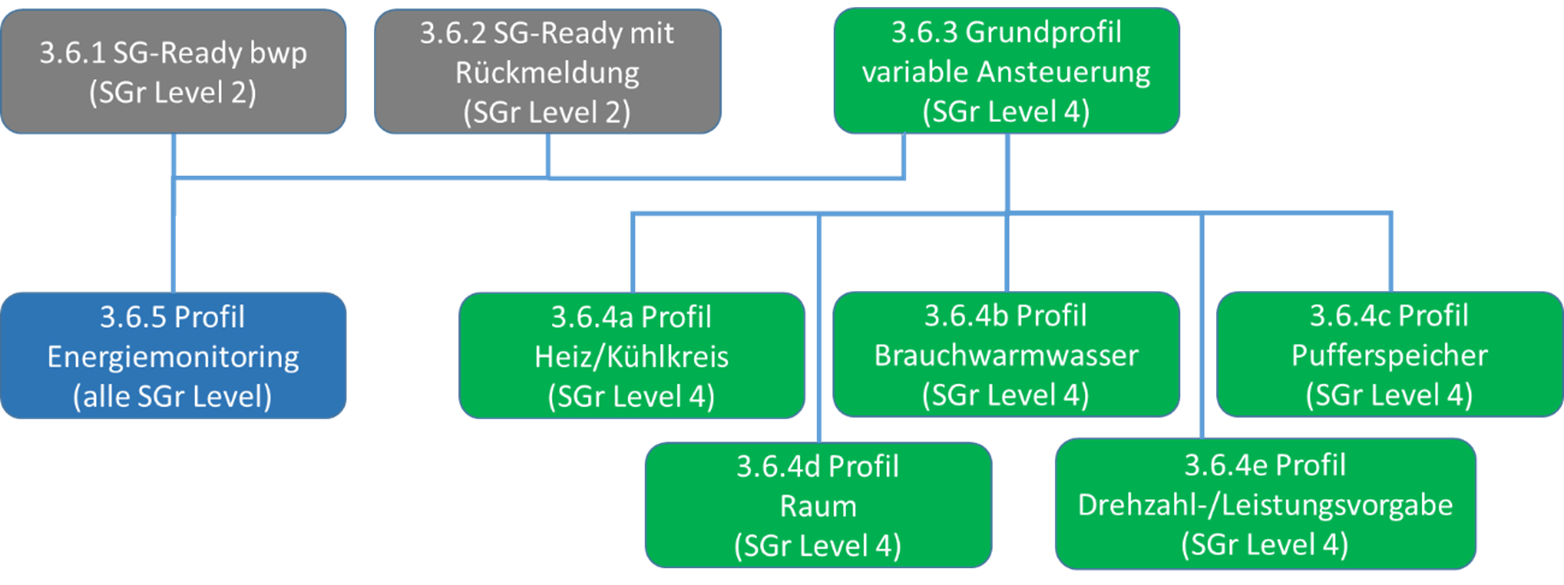 3.6.1 SG-Ready bwp
(SGr Level 2)
3.6.2 SG-Ready mit
Rückmeldung
(SGr Level 2)
3.6.3 Grundprofil
variable Ansteuerung
(SGr Level 4)
3.6.5 Profil
Energiemonitoring
(alle SGr Level)
3.6.4a Profil
Heiz/Kühlkreis
(SGr Level 4)
3.6.4b Profil
Brauchwarmwasser
(SGr Level 4)
3.6.4c Profil
Pufferspeicher
(SGr Level 4)
3.6.4d Profil
Raum
(SGr Level 4)
3.6.4e Profil
Drehzahl-/Leistungsvorgabe
(SGr Level 4)